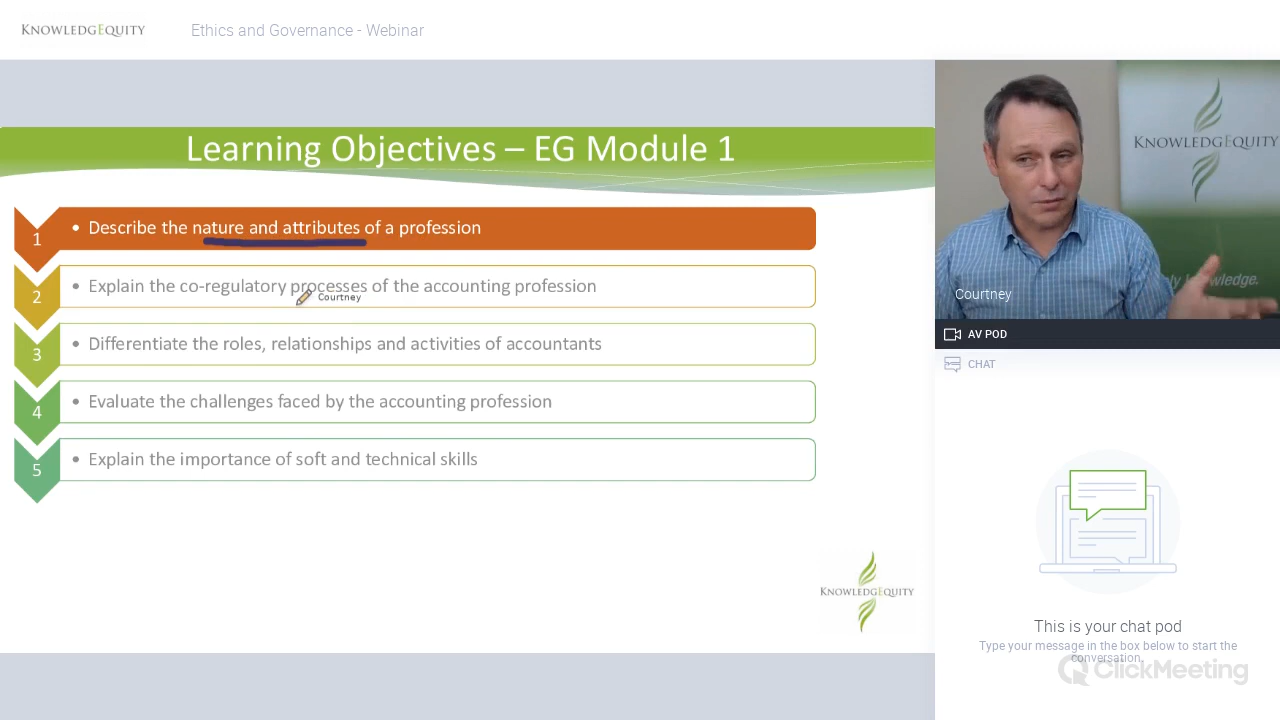 KNOWLEDGEQUITY
Ethics and Governance - Webinar
Learning Objectives – EG Module 1
1
• Describe the nature and attributes of a profession
2
• Explain the co-regulatory processes of the accounting profession
Courtney
3
• Differentiate the roles, relationships and activities of accountants
4
• Evaluate the challenges faced by the accounting profession
5
• Explain the importance of soft and technical skills
KNOWLEDGEQUITY
KNOWLEDGEQUITY
knowledge.
Courtney
AV POD
CHAT
This is your chat pod
Type your message in the box below to start the
conversation.
ClickMeeting